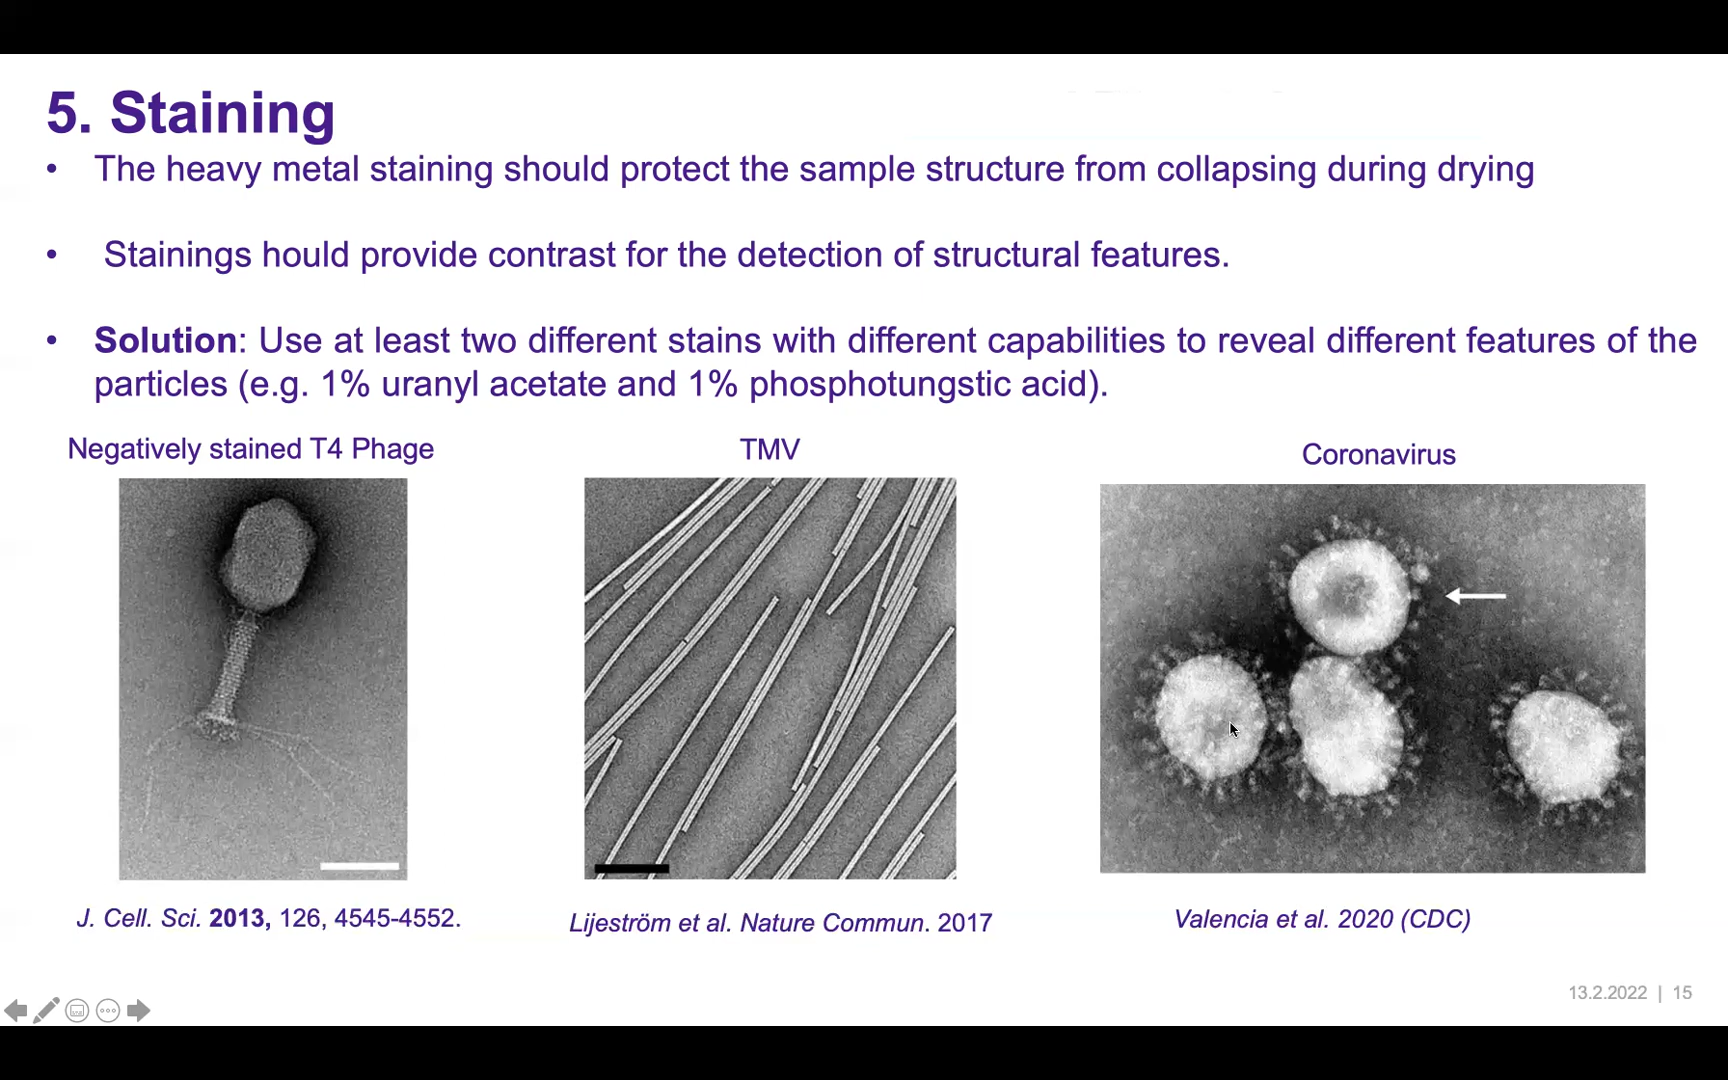 5. Staining
• The heavy metal staining should protect the sample structure from collapsing during drying
• Stainings hould provide contrast for the detection of structural features.
• Solution: Use at least two different stains with different capabilities to reveal different features of the
particles (e.g. 1% uranyl acetate and 1% phosphotungstic acid).
Negatively stained T4 Phage
TMV
Coronavirus
J. Cell. Sci. 2013, 126, 4545-4552.
Lijeström et al. Nature Commun. 2017
Valencia et al. 2020 (CDC)
13.2.2022 | 15